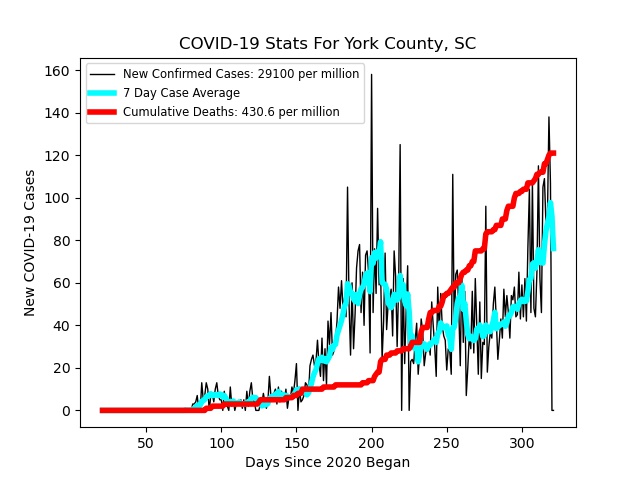 COVID-19 Stats For York County, SC
New Confirmed Cases: 29100 per million
7 Day Case Average
Cumulative Deaths: 430.6 per million
New COVID-19 Cases
160
140
120
100
80
60
40
20
0
50 100 150 200 250 300
Days Since 2020 Began